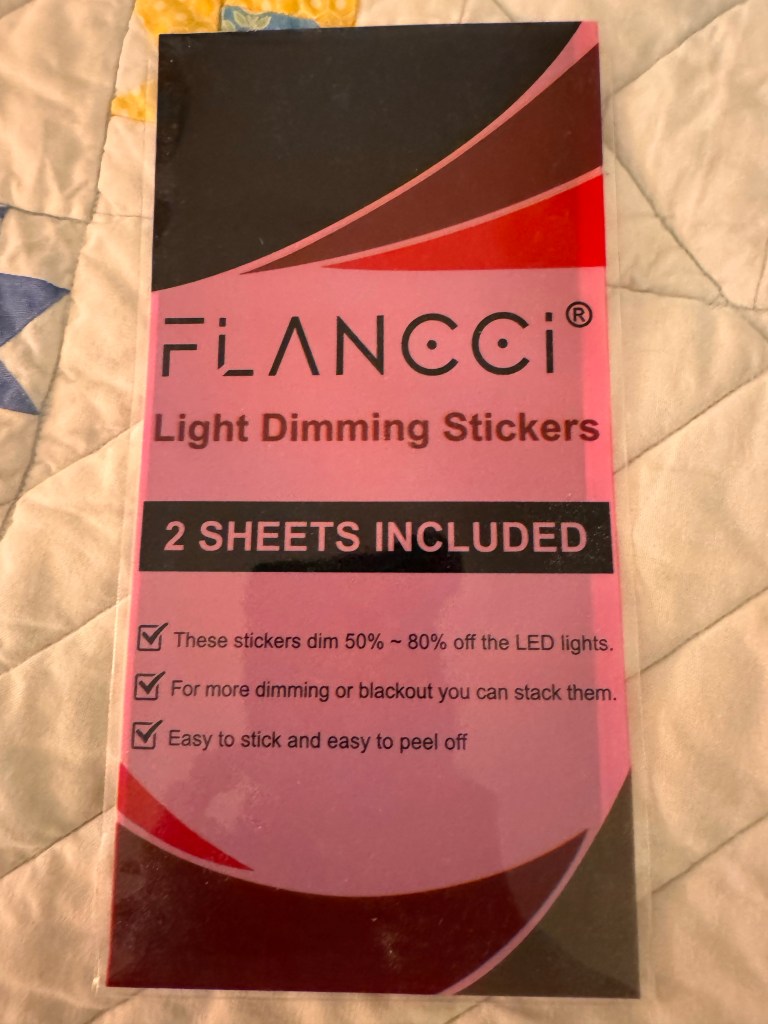 FLANCCi®
Light Dimming Stickers
2 SHEETS INCLUDED
These stickers dim 50% ~ 80% off the LED lights.
For more dimming or blackout you can stack them.
Easy to stick and easy to peel off